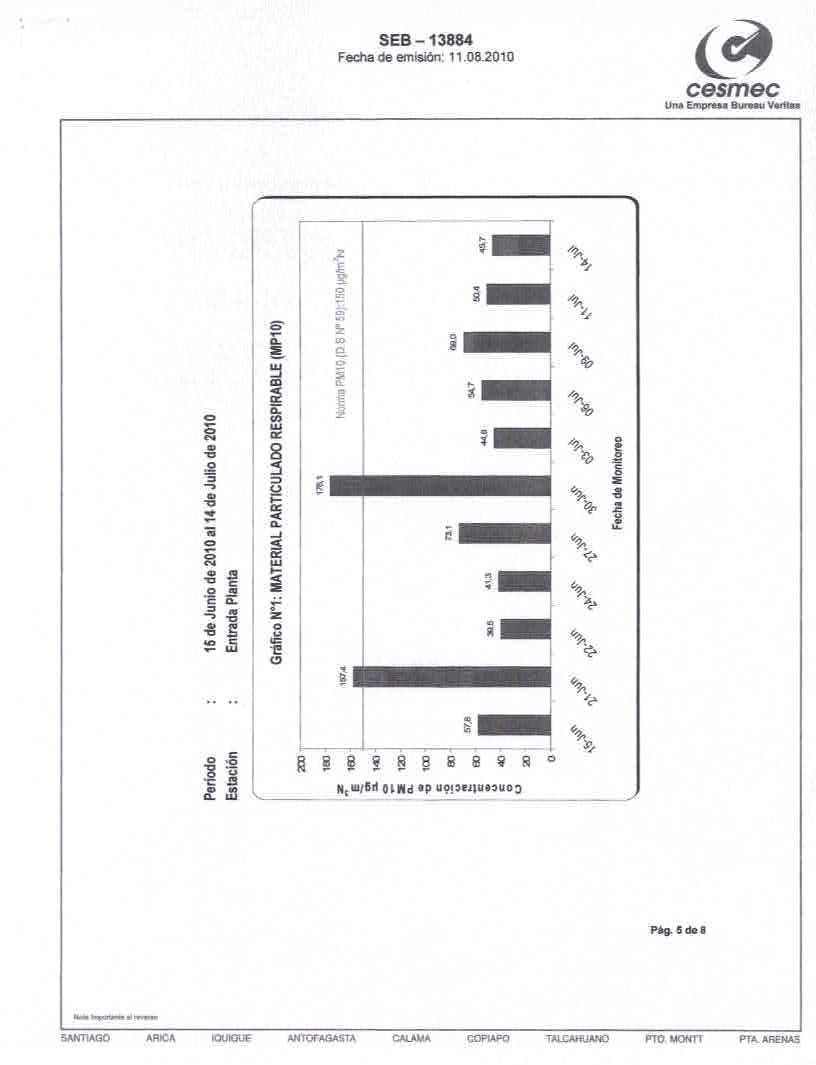 SEB – 13884
Fecha de emisión: 11.08.2010
cesmec
Una Empresa Bureau Veritas
Período : 15 de Junio de 2010 al 14 de Julio de 2010
Estación : Entrada Planta
Gráfico N°1: MATERIAL PARTICULADO RESPIRABLE (MP10)
Norma PM10 (D.S Nº 59):150 µg/m³N
Concentración de PM10 µg/m³N
200
180
160
140
120
100
80
60
40
20
0
57,8
157,4
39,5
41,3
73,1
176,1
44,8
54,7
69,0
50,4
45,7
15-Jun
21-Jun
22-Jun
24-Jun
27-Jun
30-Jun
03-Jul
06-Jul
09-Jul
11-Jul
14-Jul
Fecha de Monitoreo
Pág. 5 de 8
Nota Importante al reverso
SANTIAGO ARICA IQUIQUE ANTOFAGASTA CALAMA COPIAPO TALCAHUANO PTO. MONTT PTA. ARENAS